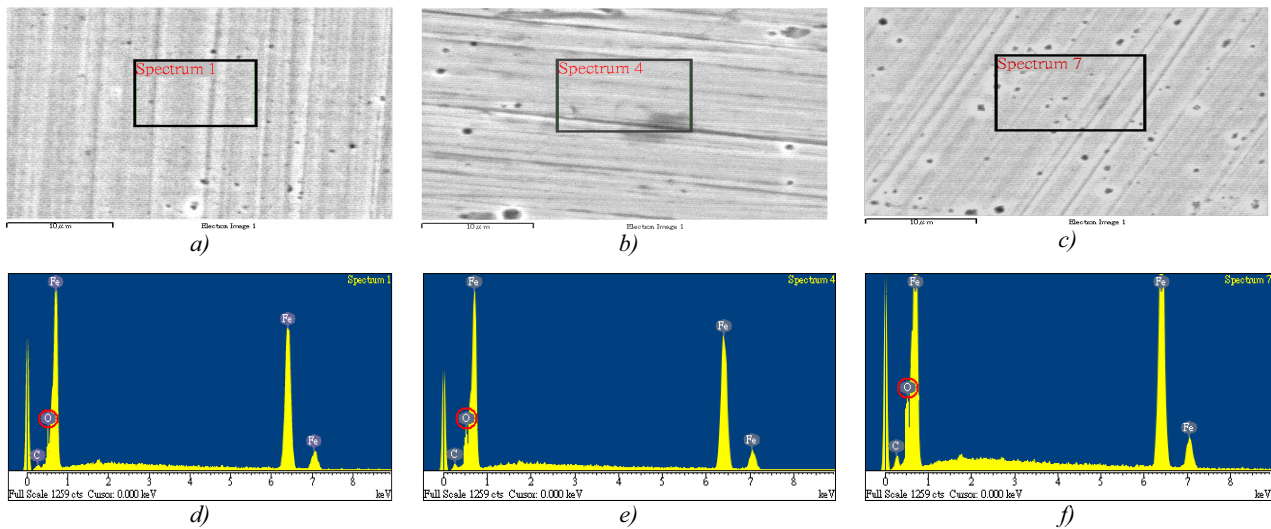 Spectrum 1
10μm
Electron Image 1
a)
Spectrum 4
10μm
Electron Image 1
b)
Spectrum 7
10μm
Electron Image 1
c)
Spectrum 1
Fe
Fe
O
C
Fe
0 1 2 3 4 5 6 7 8 9
Full Scale 1259 cts Cursor: 0.000 keV
keV
d)
Spectrum 4
Fe
Fe
O
C
Fe
0 1 2 3 4 5 6 7 8 9
Full Scale 1259 cts Cursor: 0.000 keV
keV
e)
Spectrum 7
Fe
Fe
O
C
Fe
0 1 2 3 4 5 6 7 8 9
Full Scale 1259 cts Cursor: 0.000 keV
keV
f)